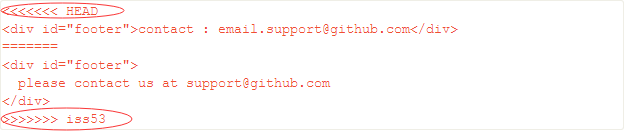 <<<<<<< HEAD
<div id="footer">contact : email.support@github.com</div>
=======
<div id="footer">
  please contact us at support@github.com
</div>
>>>>>>> iss53